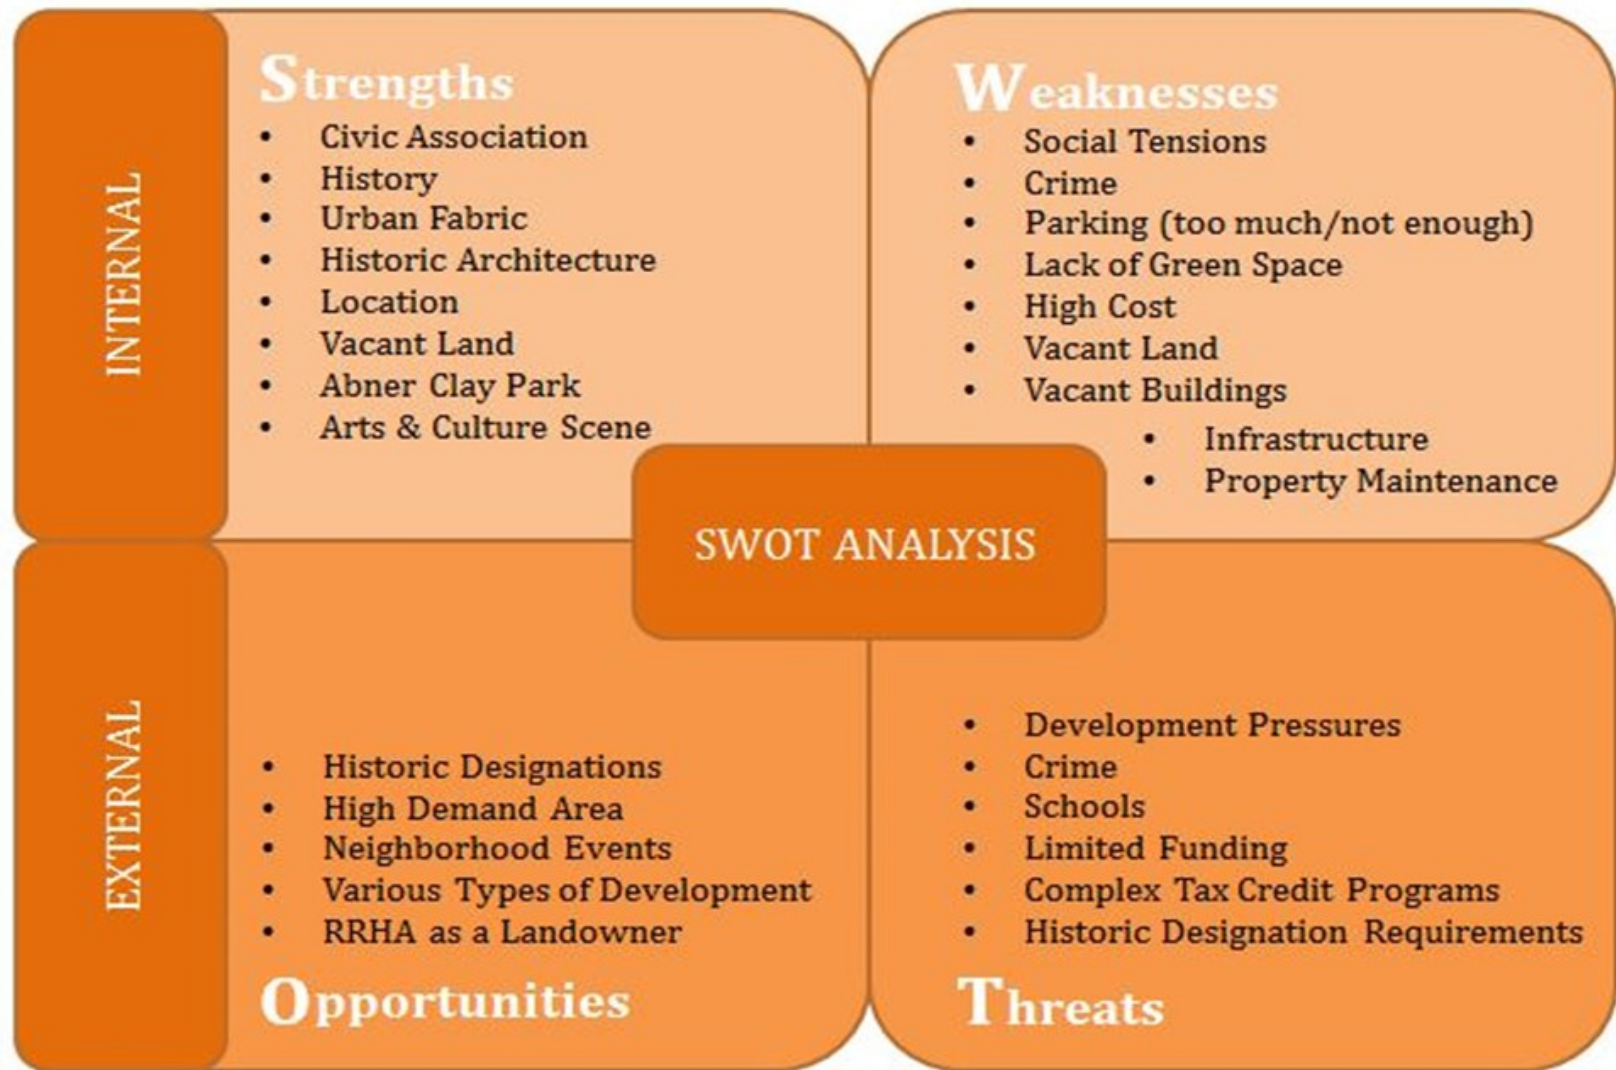 INTERNAL
Strengths
• Civic Association
• History
• Urban Fabric
• Historic Architecture
• Location
• Vacant Land
• Abner Clay Park
• Arts & Culture Scene
Weaknesses
• Social Tensions
• Crime
• Parking (too much/not enough)
• Lack of Green Space
• High Cost
• Vacant Land
• Vacant Buildings
• Infrastructure
• Property Maintenance
SWOT ANALYSIS
EXTERNAL
• Historic Designations
• High Demand Area
• Neighborhood Events
• Various Types of Development
• RRHA as a Landowner
Opportunities
• Development Pressures
• Crime
• Schools
• Limited Funding
• Complex Tax Credit Programs
• Historic Designation Requirements
Threats